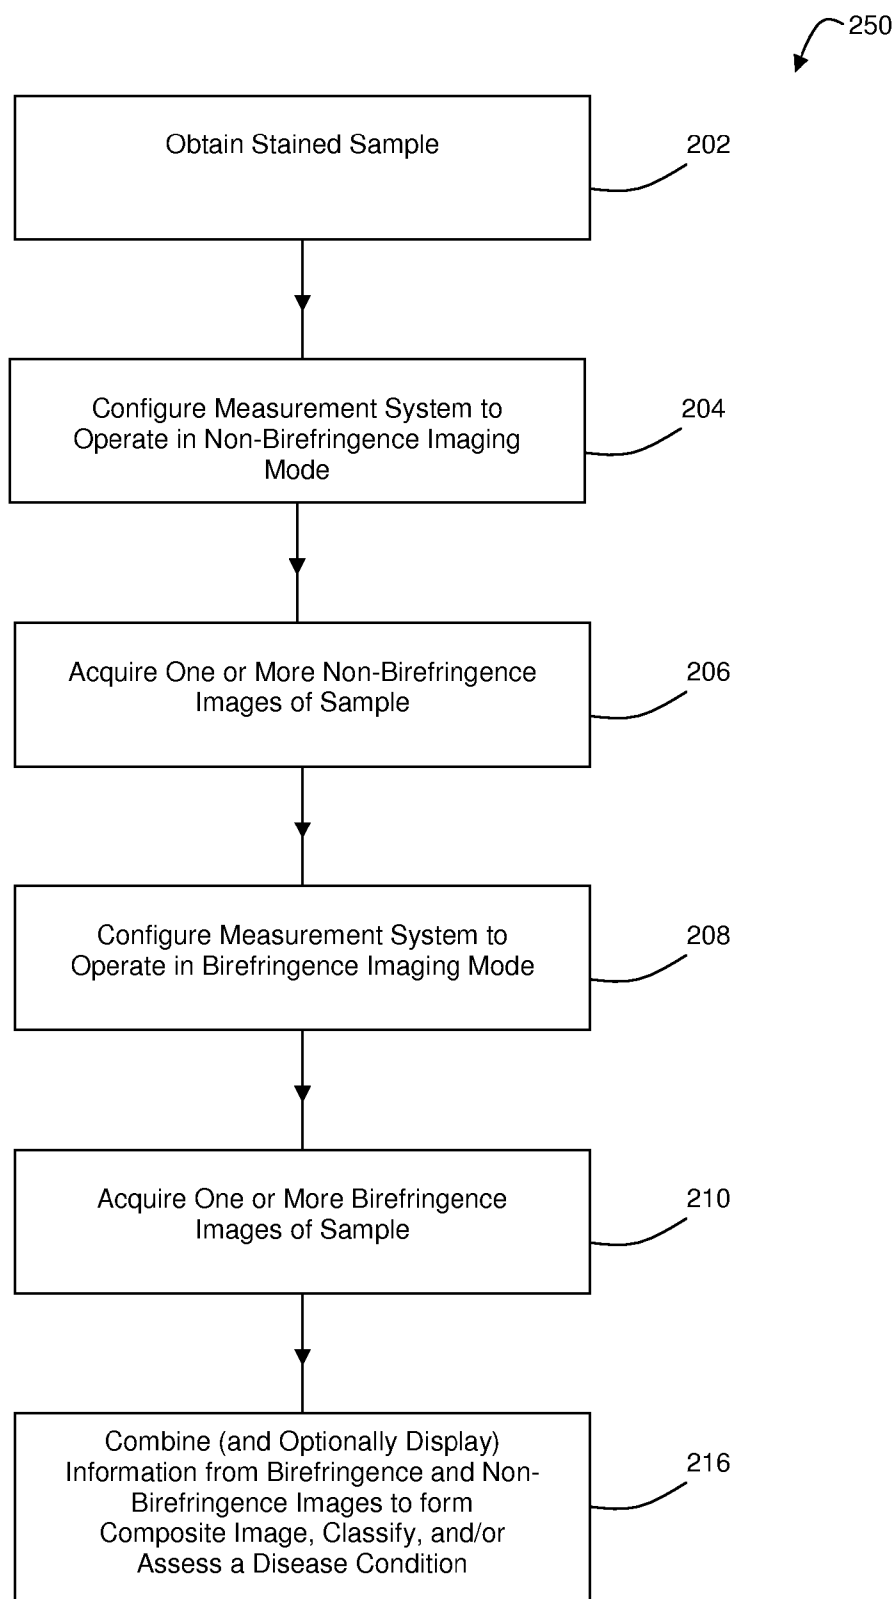 250
Obtain Stained Sample
202
Configure Measurement System to
Operate in Non-Birefringence Imaging
Mode
204
Acquire One or More Non-Birefringence
Images of Sample
206
Configure Measurement System to
Operate in Birefringence Imaging Mode
208
Acquire One or More Birefringence
Images of Sample
210
Combine (and Optionally Display)
Information from Birefringence and Non-
Birefringence Images to form
Composite Image, Classify, and/or
Assess a Disease Condition
216